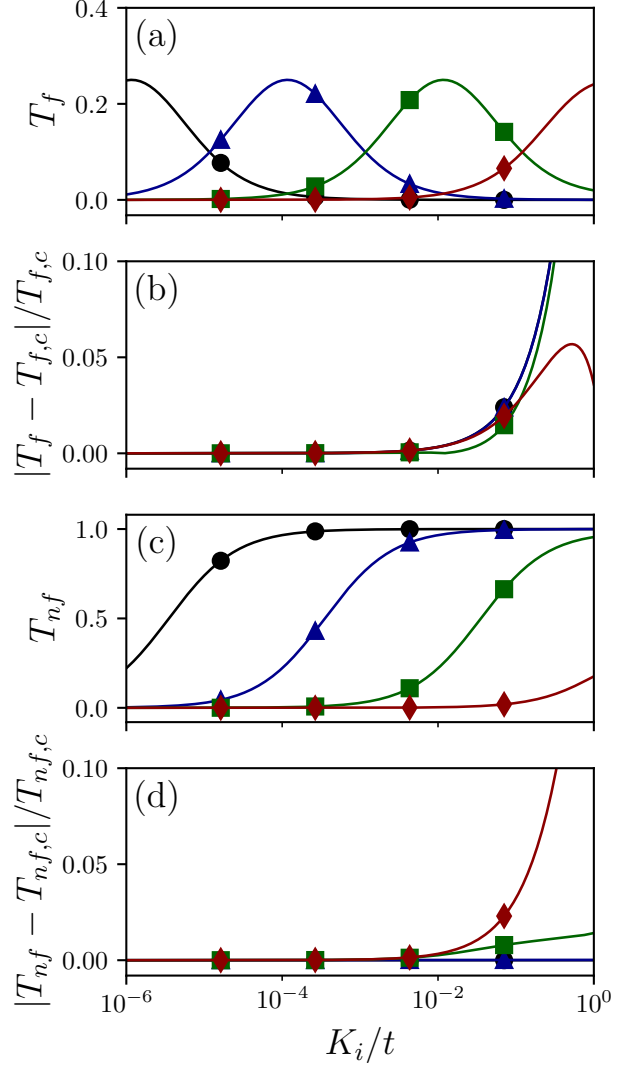 (a)
T_f
0.4
0.2
0.0
(b)
|T_f − T_{f,c}|/T_{f,c}
0.10
0.05
0.00
(c)
T_{nf}
1.0
0.5
0.0
(d)
|T_{nf} − T_{nf,c}|/T_{nf,c}
0.10
0.05
0.00
10^{-6} 10^{-4} 10^{-2} 10^0
K_i/t